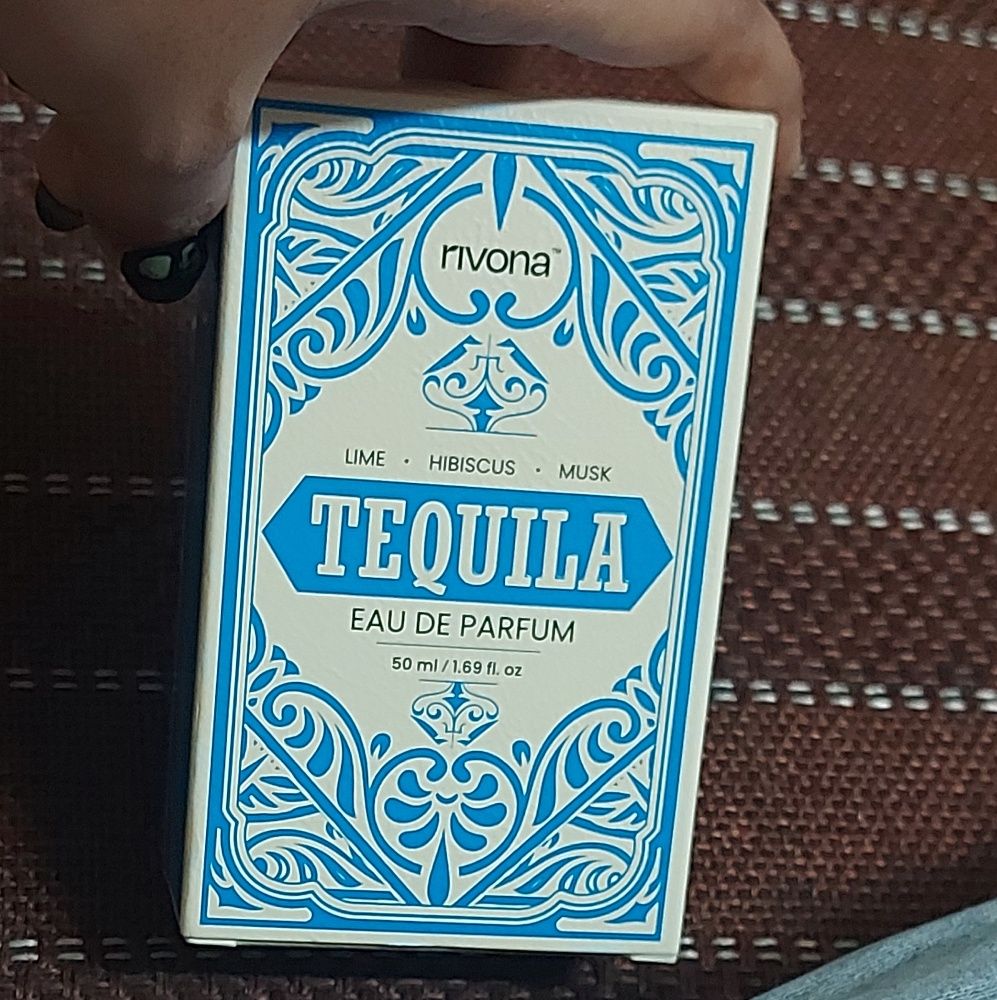 rivona™
LIME · HIBISCUS · MUSK
TEQUILA
EAU DE PARFUM
50 ml / 1.69 fl. oz